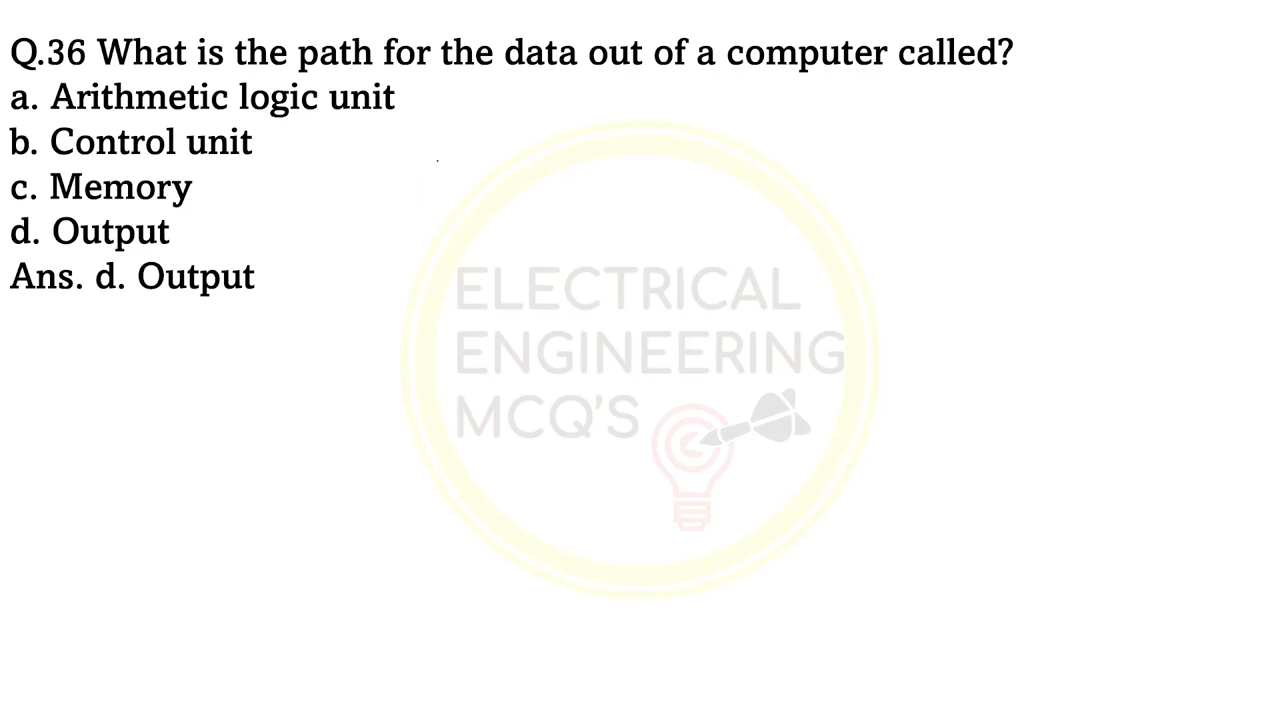 Q.36 What is the path for the data out of a computer called?
a. Arithmetic logic unit
b. Control unit
c. Memory
d. Output
Ans. d. Output
ELECTRICAL
ENGINEERING
MCQ'S